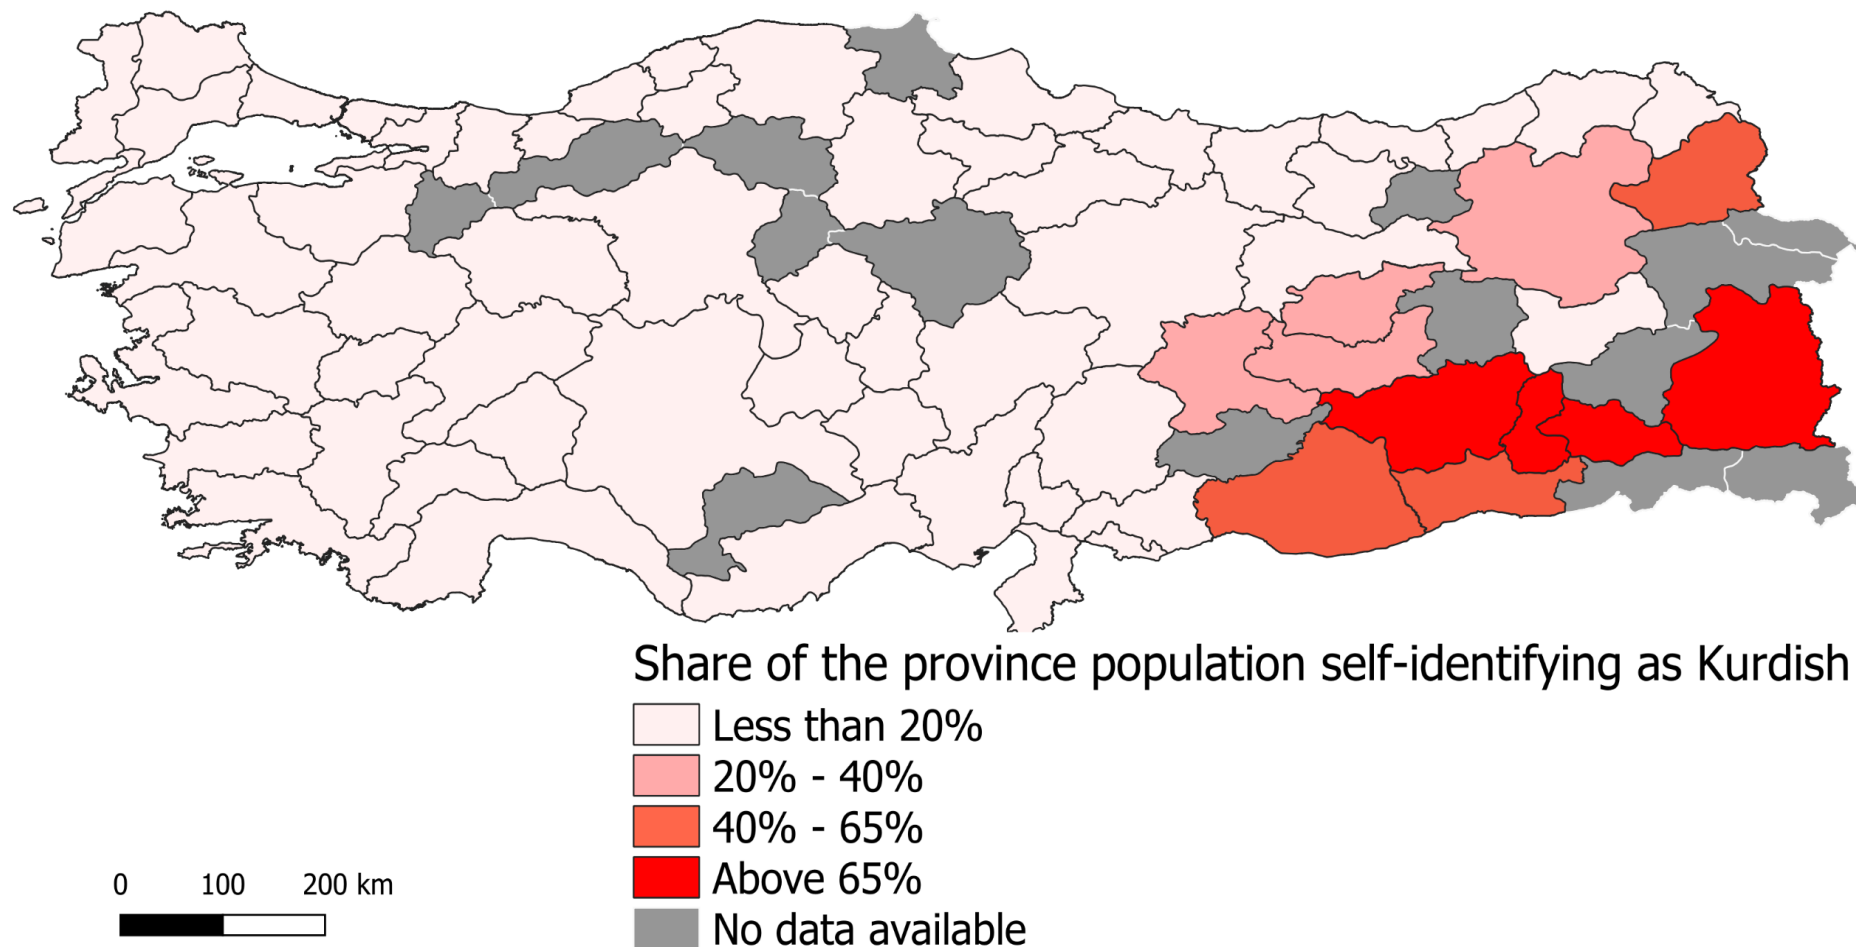 Share of the province population self-identifying as Kurdish
Less than 20%
20% - 40%
40% - 65%
Above 65%
No data available
0 100 200 km